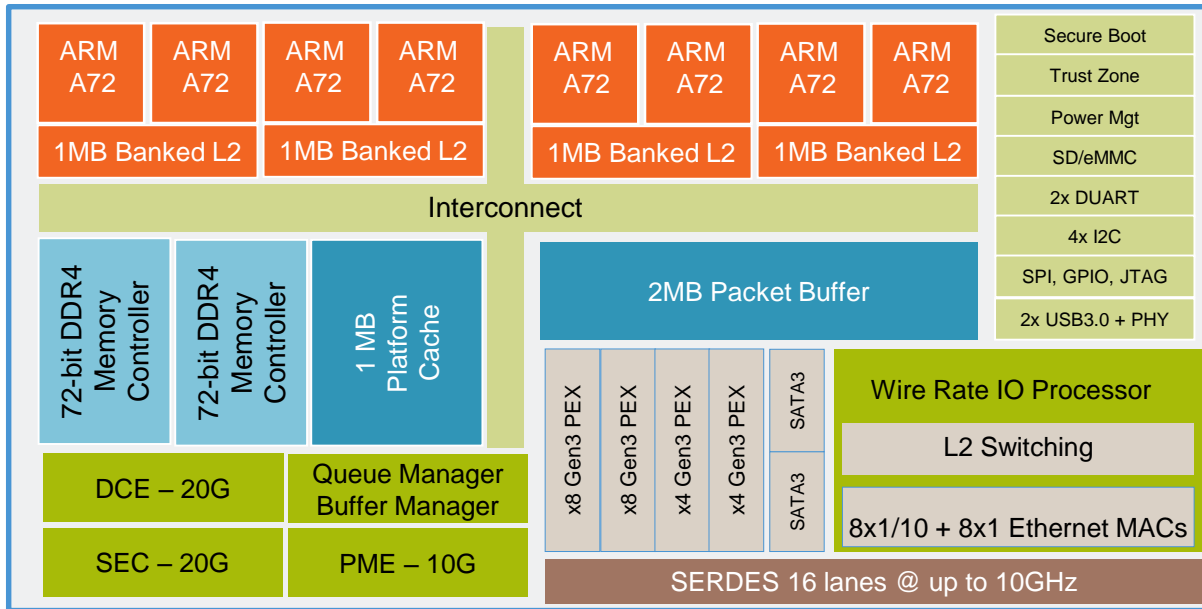 ARM
A72
ARM
A72
ARM
A72
ARM
A72
ARM
A72
ARM
A72
ARM
A72
ARM
A72
1MB Banked L2
1MB Banked L2
1MB Banked L2
1MB Banked L2
Interconnect
72-bit DDR4
Memory
Controller
72-bit DDR4
Memory
Controller
1 MB
Platform
Cache
2MB Packet Buffer
Secure Boot
Trust Zone
Power Mgt
SD/eMMC
2x DUART
4x I2C
SPI, GPIO, JTAG
2x USB3.0 + PHY
DCE – 20G
Queue Manager
Buffer Manager
SEC – 20G
PME – 10G
x8 Gen3 PEX
x8 Gen3 PEX
x4 Gen3 PEX
x4 Gen3 PEX
SATA3
SATA3
Wire Rate IO Processor
L2 Switching
8x1/10 + 8x1 Ethernet MACs
SERDES 16 lanes @ up to 10GHz